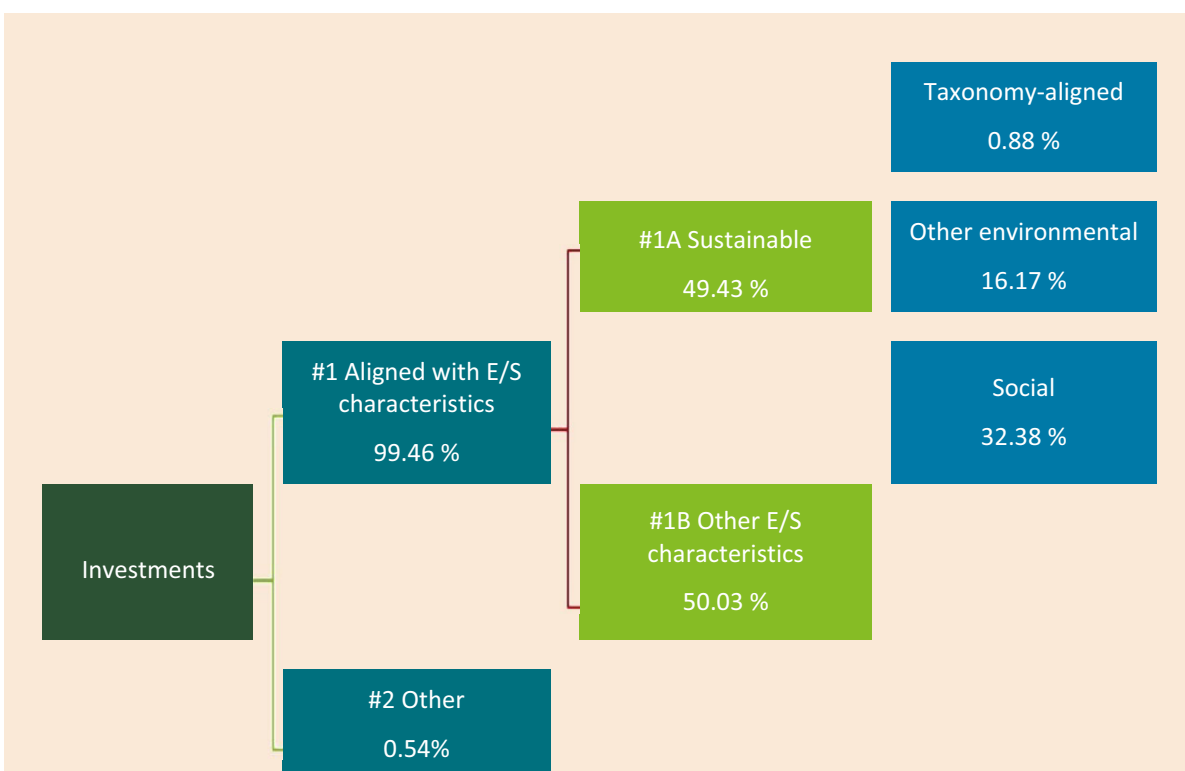 Taxonomy-aligned
0.88 %
#1A Sustainable
49.43 %
Other environmental
16.17 %
#1 Aligned with E/S
characteristics
99.46 %
Social
32.38 %
Investments
#1B Other E/S
characteristics
50.03 %
#2 Other
0.54%